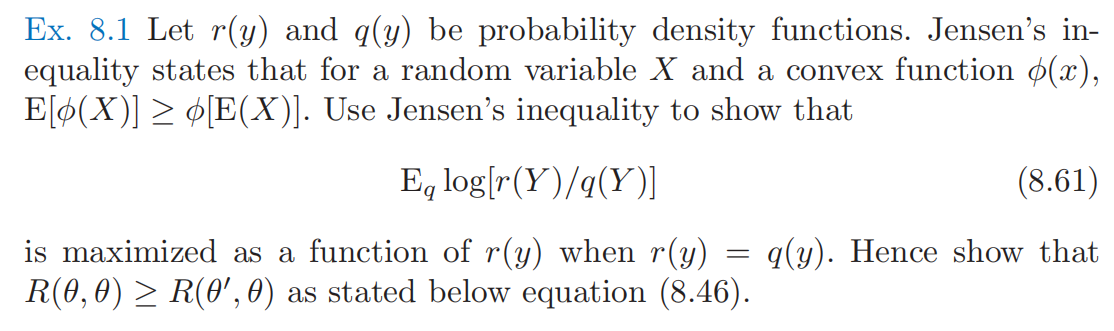 Ex. 8.1 Let r(y) and q(y) be probability density functions. Jensen's in-
equality states that for a random variable X and a convex function ϕ(x),
E[ϕ(X)] ≥ ϕ[E(X)]. Use Jensen's inequality to show that
E_q log[r(Y)/q(Y)] (8.61)
is maximized as a function of r(y) when r(y) = q(y). Hence show that
R(θ, θ) ≥ R(θ′, θ) as stated below equation (8.46).